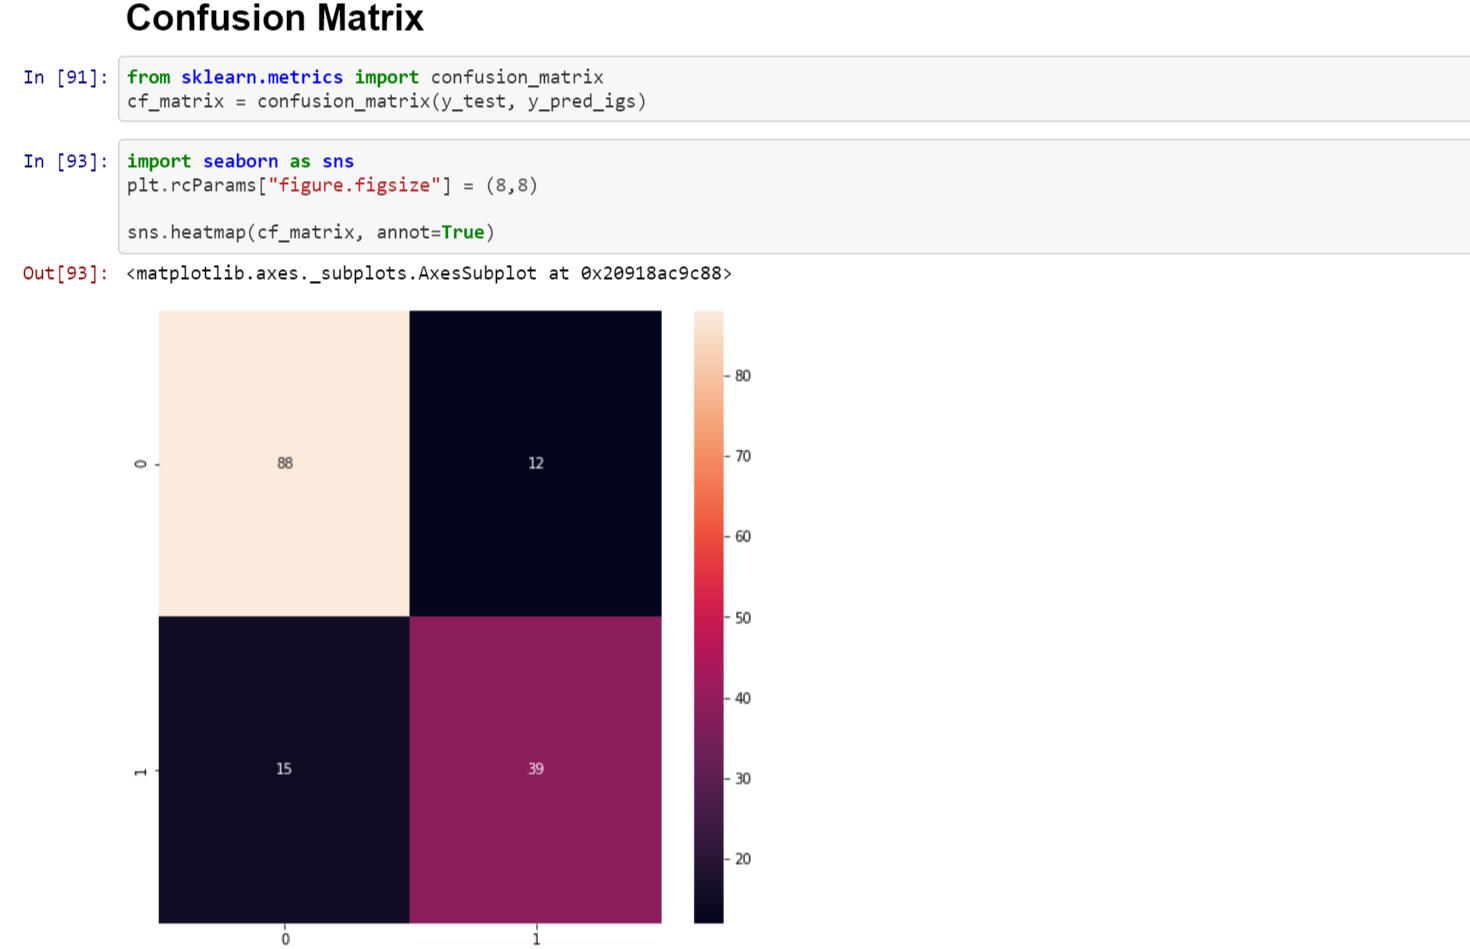 Confusion Matrix
In [91]: from sklearn.metrics import confusion_matrix
cf_matrix = confusion_matrix(y_test, y_pred_igs)
In [93]: import seaborn as sns
plt.rcParams["figure.figsize"] = (8,8)
sns.heatmap(cf_matrix, annot=True)
Out[93]: <matplotlib.axes._subplots.AxesSubplot at 0x20918ac9c88>
80
0 88 12 70
60
50
40
1 15 39 30
20
0 1